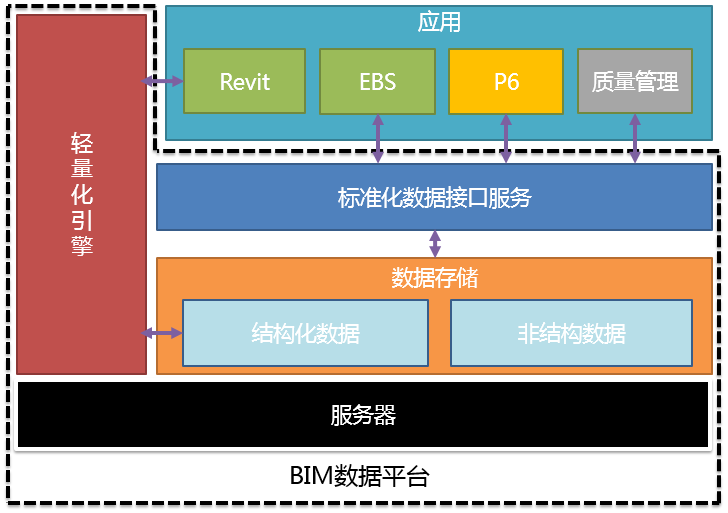 应用
Revit
EBS
P6
质量管理
轻量化引擎
标准化数据接口服务
数据存储
结构化数据
非结构数据
服务器
BIM数据平台